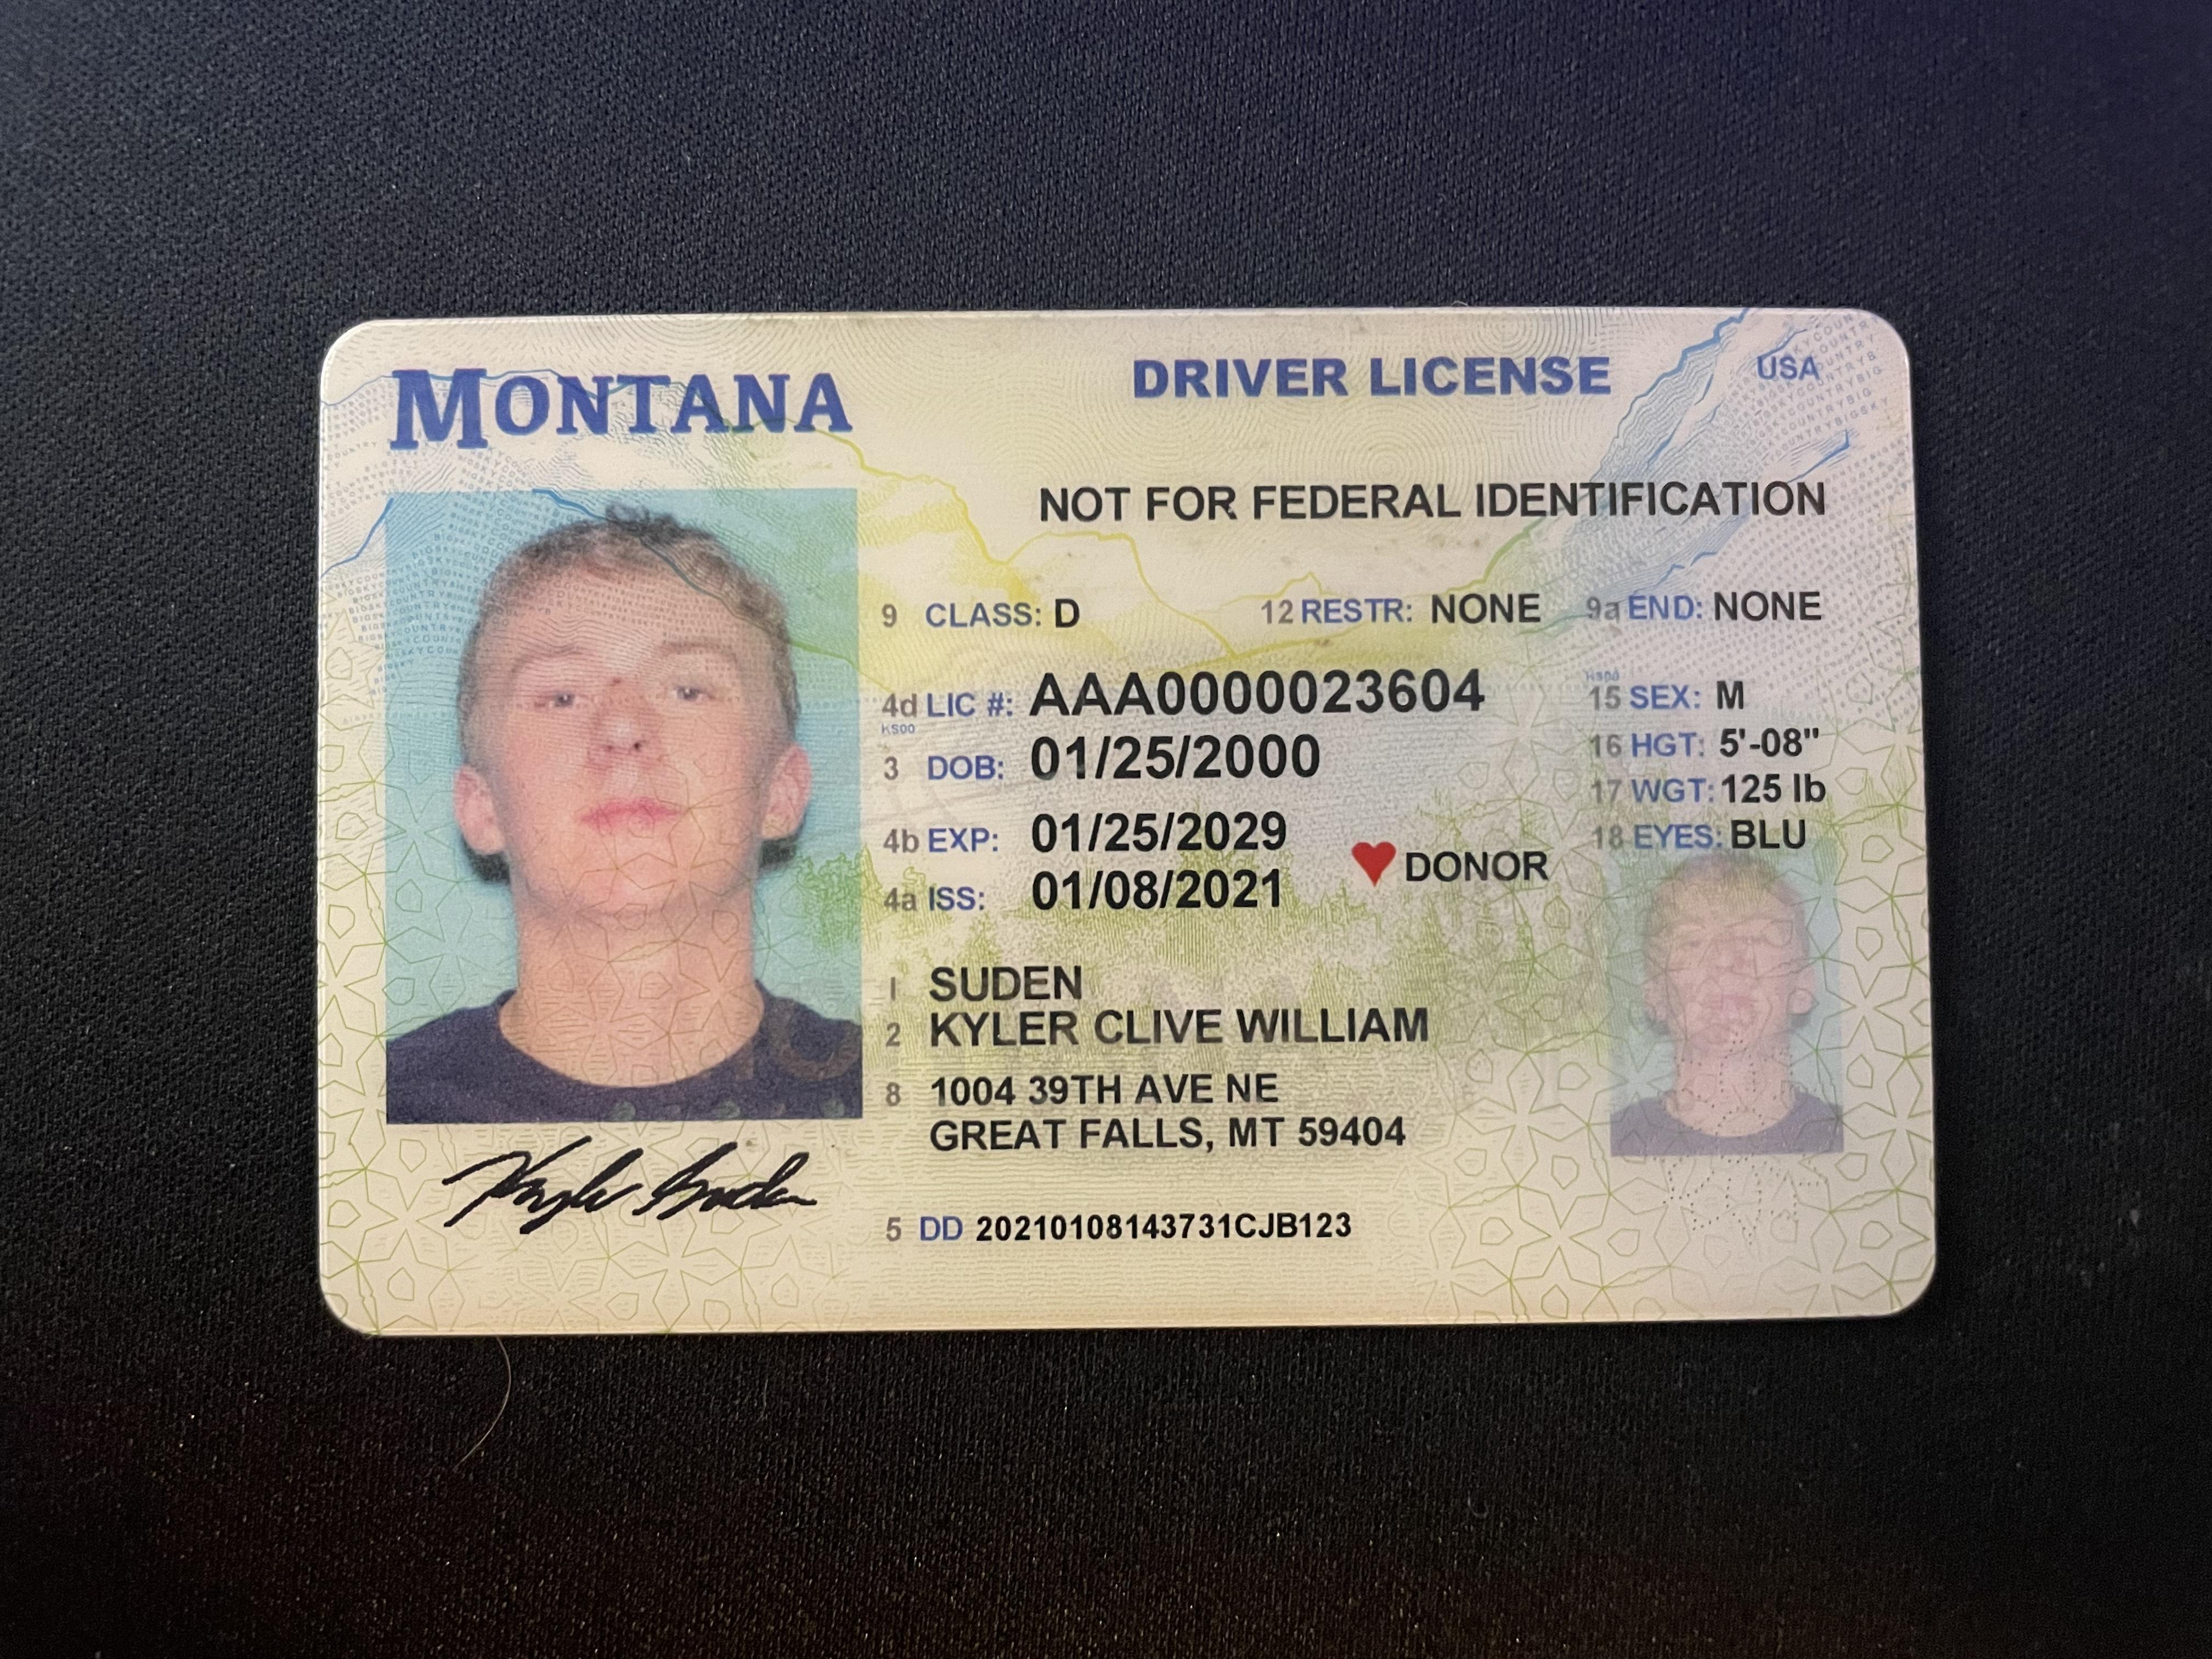 MONTANA
DRIVER LICENSE
USA
NOT FOR FEDERAL IDENTIFICATION
9 CLASS: D 12 RESTR: NONE 9a END: NONE
4d LIC #: AAA0000023604 15 SEX: M
3 DOB: 01/25/2000 16 HGT: 5'-08"
17 WGT: 125 lb
4b EXP: 01/25/2029 18 EYES: BLU
DONOR
4a ISS: 01/08/2021
1 SUDEN
2 KYLER CLIVE WILLIAM
8 1004 39TH AVE NE
GREAT FALLS, MT 59404
Kyler Suden
5 DD 20210108143731CJB123